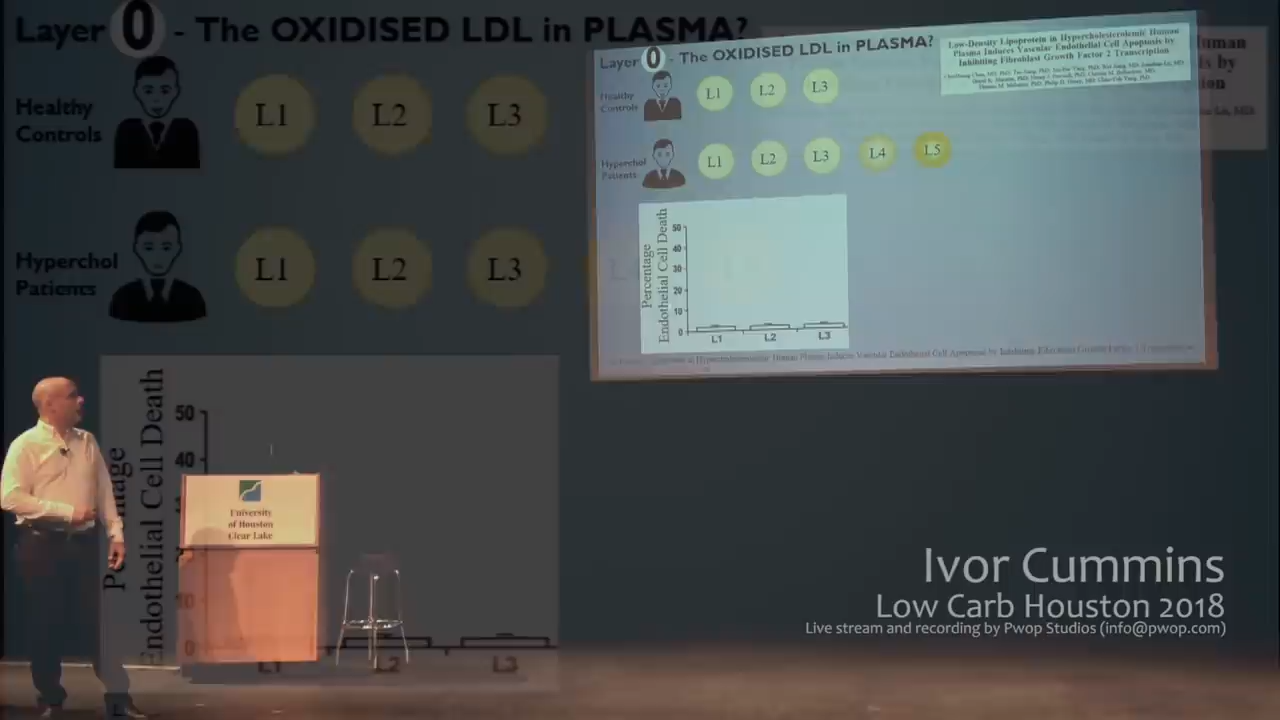 Layer 0 - The OXIDISED LDL in PLASMA?
Healthy
Controls
L1
L2
L3
Hyperchol
Patients
L1
L2
L3
Endothelial Cell Death
50
40
L1
L2
L3
Layer 0 - The OXIDISED LDL in PLASMA?
Low-Density Lipoprotein in Hypercholesterolemic Human
Plasma Induces Vascular Endothelial Cell Apoptosis by
Inhibiting Fibroblast Growth Factor 2 Transcription
Healthy
Controls
L1
L2
L3
Hyperchol
Patients
L1
L2
L3
L4
L5
Percentage
Endothelial Cell Death
50
40
30
20
10
0
L1
L2
L3
University
of Houston
Clear Lake
Ivor Cummins
Low Carb Houston 2018
Live stream and recording by Pwop Studios (info@pwop.com)